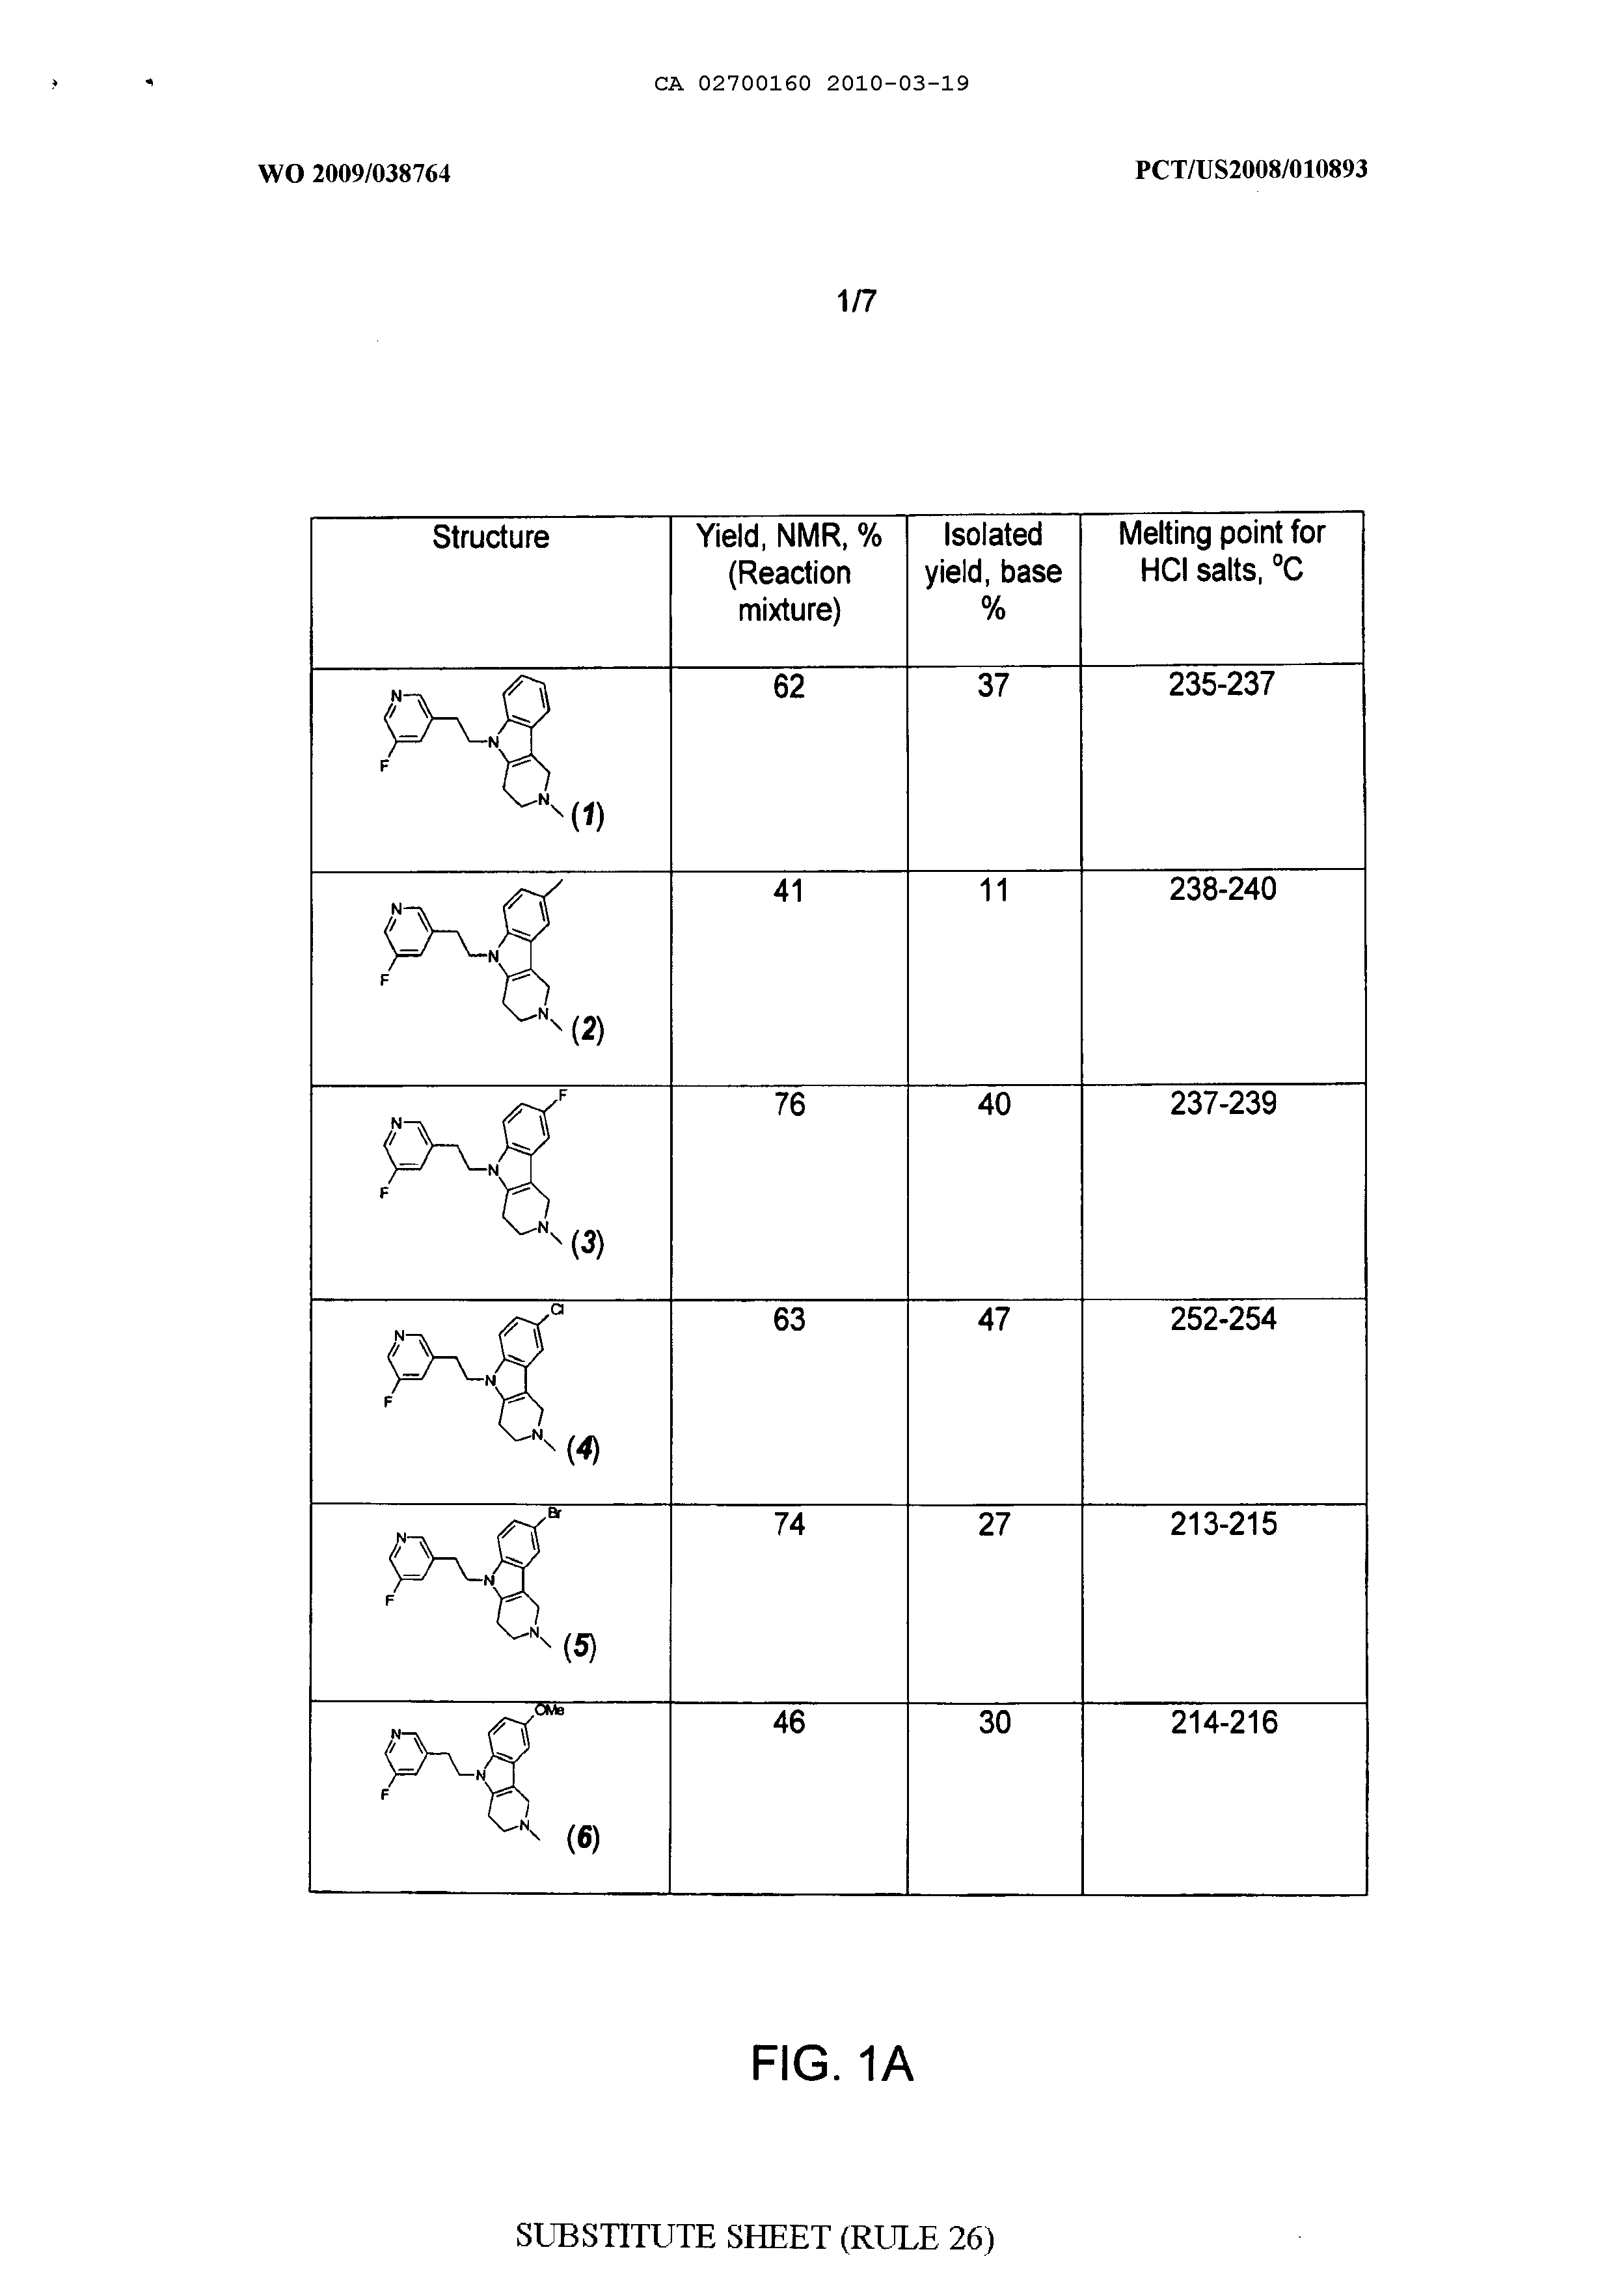 CA 02700160 2010-03-19
WO 2009/038764
PCT/US2008/010893
1/7
Structure
Yield, NMR, %
(Reaction
mixture)
Isolated
yield, base
%
Melting point for
HCl salts, °C
N
F
N
N
(1)
62
37
235-237
N
F
N
N
(2)
41
11
238-240
F
N
F
N
N
(3)
76
40
237-239
Cl
N
F
N
N
(4)
63
47
252-254
Br
N
F
N
N
(5)
74
27
213-215
OMe
N
F
N
N
(6)
46
30
214-216
FIG. 1A
SUBSTITUTE SHEET (RULE 26)